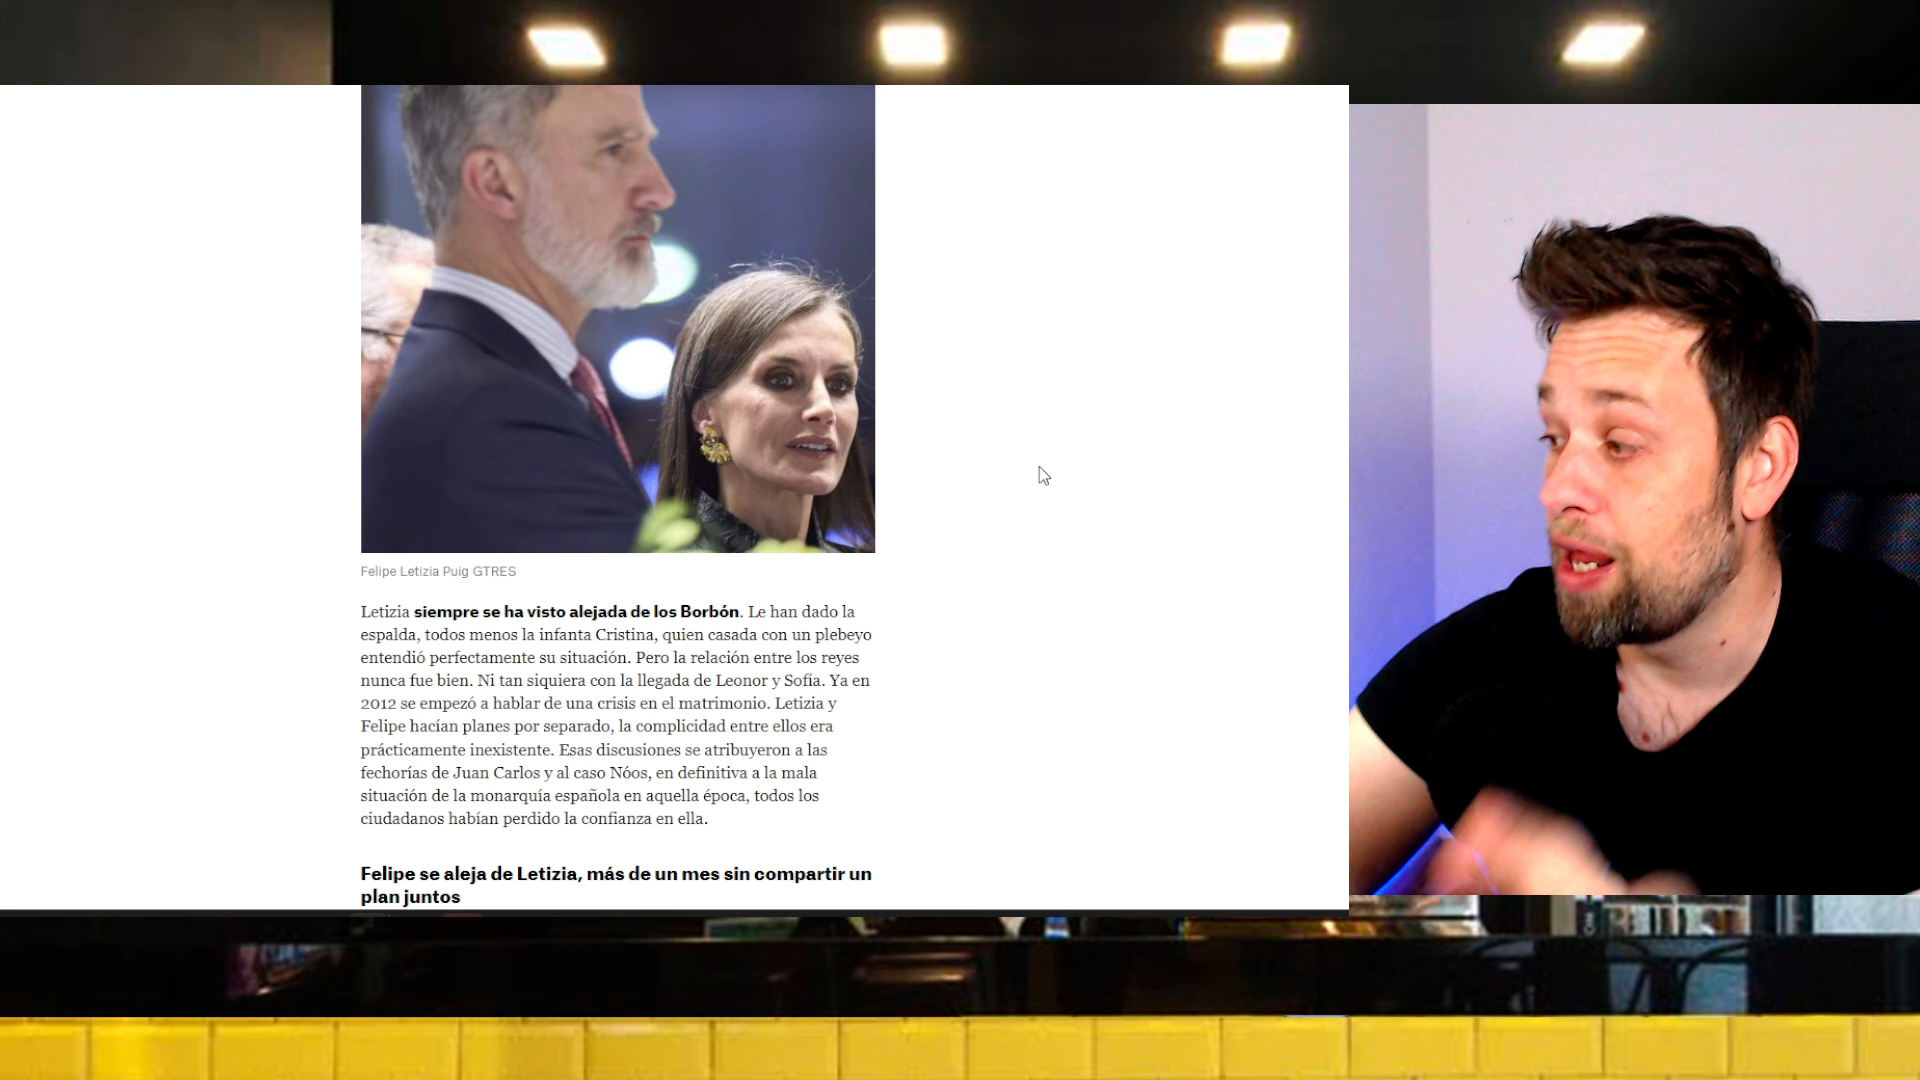 Felipe Letizia Puig GTRES
Letizia siempre se ha visto alejada de los Borbón. Le han dado la
espalda, todos menos la infanta Cristina, quien casada con un plebeyo
entendió perfectamente su situación. Pero la relación entre los reyes
nunca fue bien. Ni tan siquiera con la llegada de Leonor y Sofía. Ya en
2012 se empezó a hablar de una crisis en el matrimonio. Letizia y
Felipe hacían planes por separado, la complicidad entre ellos era
prácticamente inexistente. Esas discusiones se atribuyeron a las
fechorías de Juan Carlos y al caso Nóos, en definitiva a la mala
situación de la monarquía española en aquella época, todos los
ciudadanos habían perdido la confianza en ella.
Felipe se aleja de Letizia, más de un mes sin compartir un
plan juntos